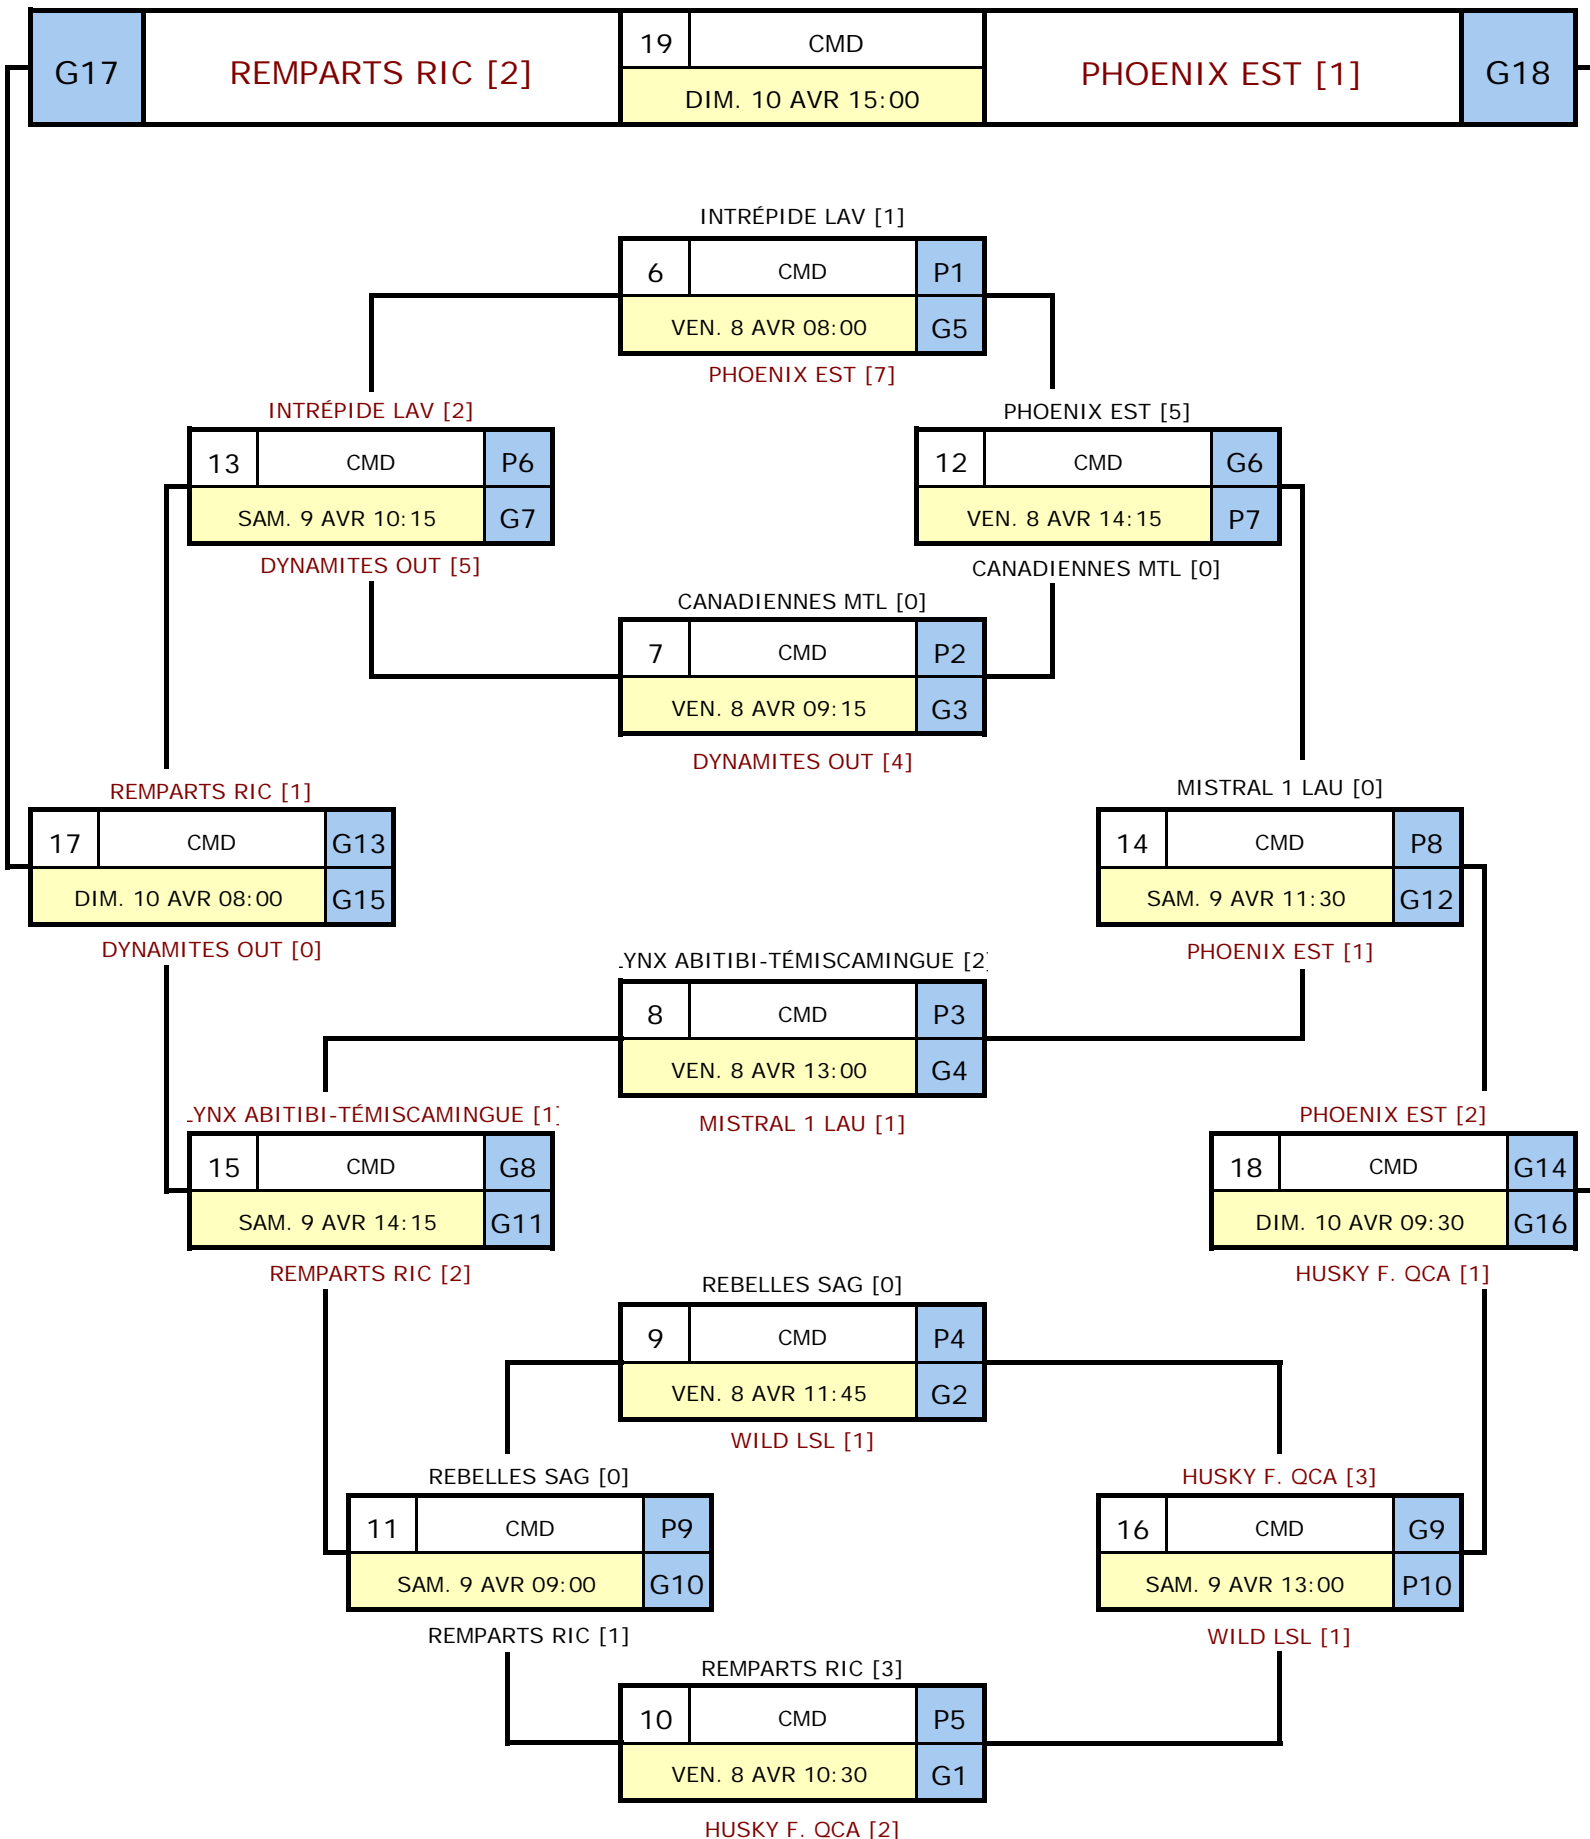 G17
REMPARTS RIC [2]
19
CMD
DIM. 10 AVR 15:00
PHOENIX EST [1]
G18
INTRÉPIDE LAV [1]
6
CMD
P1
VEN. 8 AVR 08:00
G5
PHOENIX EST [7]
INTRÉPIDE LAV [2]
13
CMD
P6
SAM. 9 AVR 10:15
G7
DYNAMITES OUT [5]
PHOENIX EST [5]
12
CMD
G6
VEN. 8 AVR 14:15
P7
CANADIENNES MTL [0]
CANADIENNES MTL [0]
7
CMD
P2
VEN. 8 AVR 09:15
G3
DYNAMITES OUT [4]
REMPARTS RIC [1]
17
CMD
G13
DIM. 10 AVR 08:00
G15
DYNAMITES OUT [0]
MISTRAL 1 LAU [0]
14
CMD
P8
SAM. 9 AVR 11:30
G12
PHOENIX EST [1]
LYNX ABITIBI-TÉMISCAMINGUE [2]
8
CMD
P3
VEN. 8 AVR 13:00
G4
MISTRAL 1 LAU [1]
LYNX ABITIBI-TÉMISCAMINGUE [1]
15
CMD
G8
SAM. 9 AVR 14:15
G11
REMPARTS RIC [2]
PHOENIX EST [2]
18
CMD
G14
DIM. 10 AVR 09:30
G16
HUSKY F. QCA [1]
REBELLES SAG [0]
9
CMD
P4
VEN. 8 AVR 11:45
G2
WILD LSL [1]
REBELLES SAG [0]
11
CMD
P9
SAM. 9 AVR 09:00
G10
REMPARTS RIC [1]
HUSKY F. QCA [3]
16
CMD
G9
SAM. 9 AVR 13:00
P10
WILD LSL [1]
REMPARTS RIC [3]
10
CMD
P5
VEN. 8 AVR 10:30
G1
HUSKY F. QCA [2]